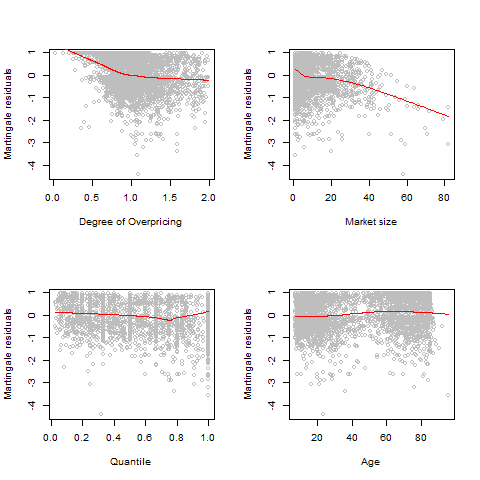 Martingale residuals
1
0
-1
-2
-3
-4
0.0 0.5 1.0 1.5 2.0
Degree of Overpricing
Martingale residuals
1
0
-1
-2
-3
-4
0 20 40 60 80
Market size
Martingale residuals
1
0
-1
-2
-3
-4
0.0 0.2 0.4 0.6 0.8 1.0
Quantile
Martingale residuals
1
0
-1
-2
-3
-4
20 40 60 80
Age